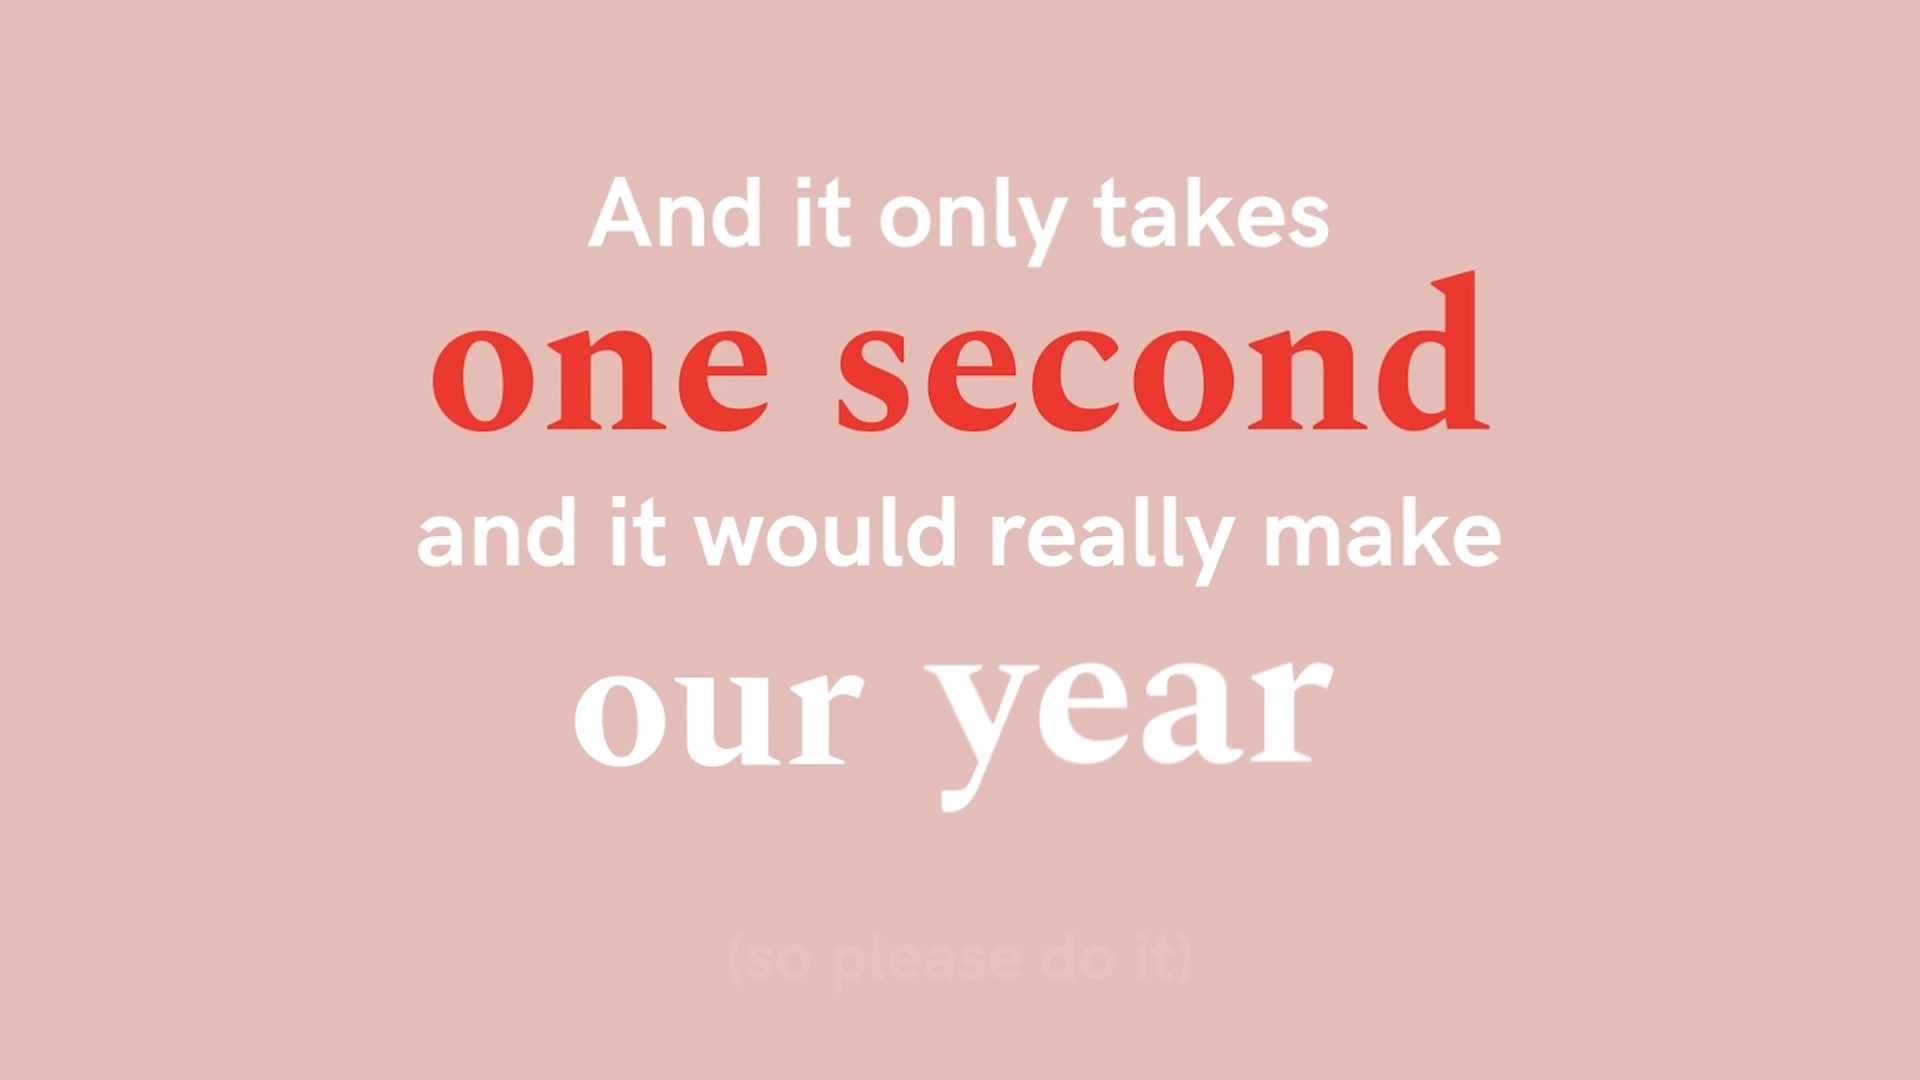 And it only takes
one second
and it would really make
our year
(so please do it)